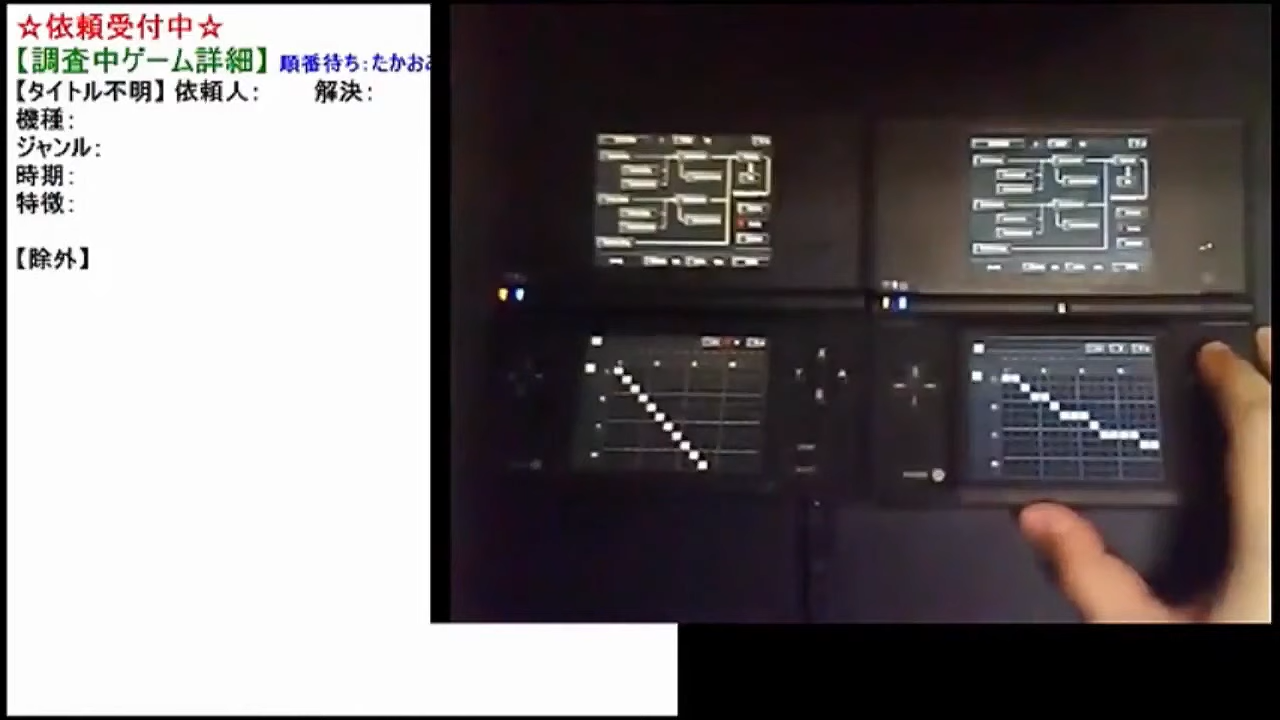 ☆依頼受付中☆
【調査中ゲーム詳細】 順番待ち:たかお
【タイトル不明】 依頼人: 解決:
機種:
ジャンル:
時期:
特徴:
【除外】